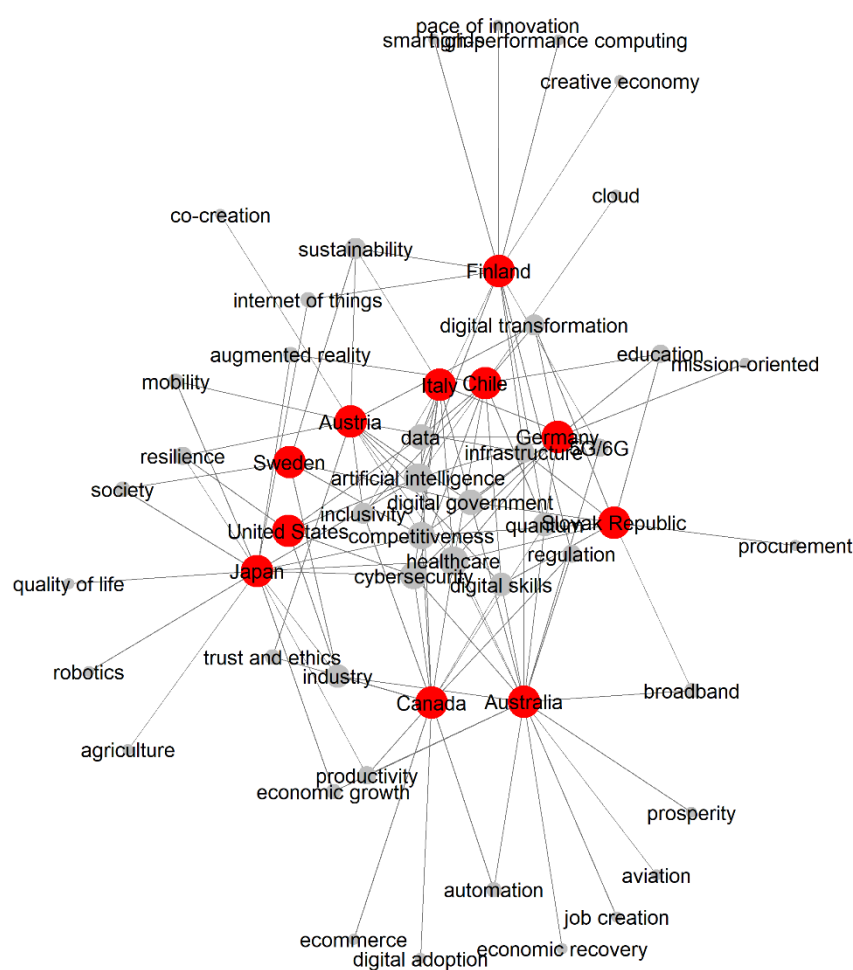 pace of innovation
smart grids
high-performance computing
creative economy
cloud
co-creation
sustainability
Finland
internet of things
digital transformation
augmented reality
education
mission-oriented
mobility
Italy
Chile
Austria
data
Germany
infrastructure
5G/6G
resilience
Sweden
artificial intelligence
society
digital government
inclusivity
United States
competitiveness
quantum
Slovak Republic
procurement
healthcare
regulation
Japan
cybersecurity
digital skills
quality of life
trust and ethics
robotics
industry
Canada
Australia
broadband
agriculture
productivity
economic growth
prosperity
aviation
automation
job creation
ecommerce
economic recovery
digital adoption